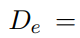 D_e =